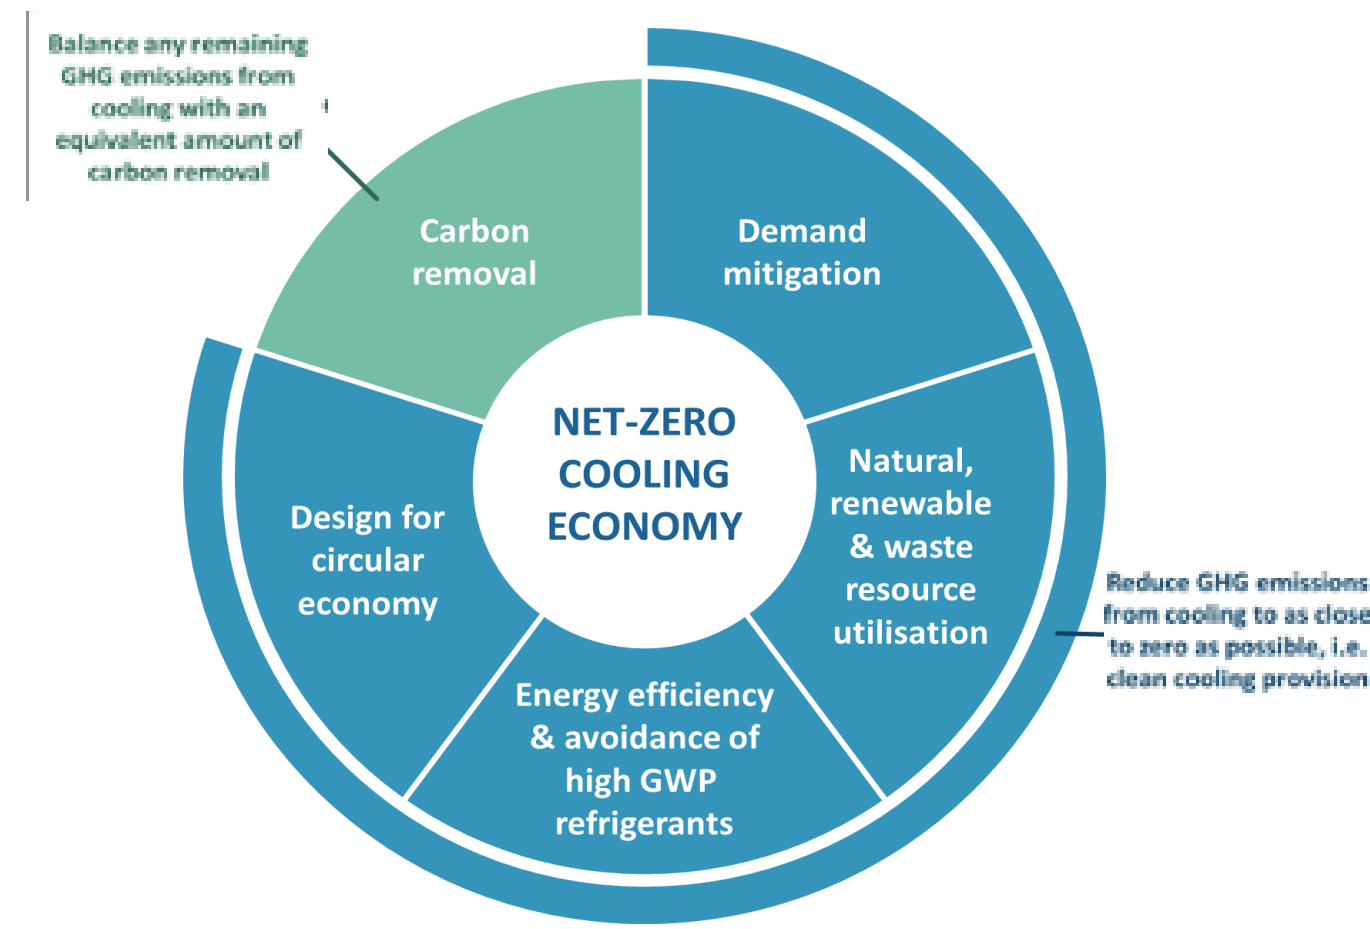 Balance any remaining
GHG emissions from
cooling with an
equivalent amount of
carbon removal
Carbon
removal
Demand
mitigation
NET-ZERO
COOLING
ECONOMY
Natural,
renewable
& waste
resource
utilisation
Design for
circular
economy
Energy efficiency
& avoidance of
high GWP
refrigerants
Reduce GHG emissions
from cooling to as close
to zero as possible, i.e.
clean cooling provision